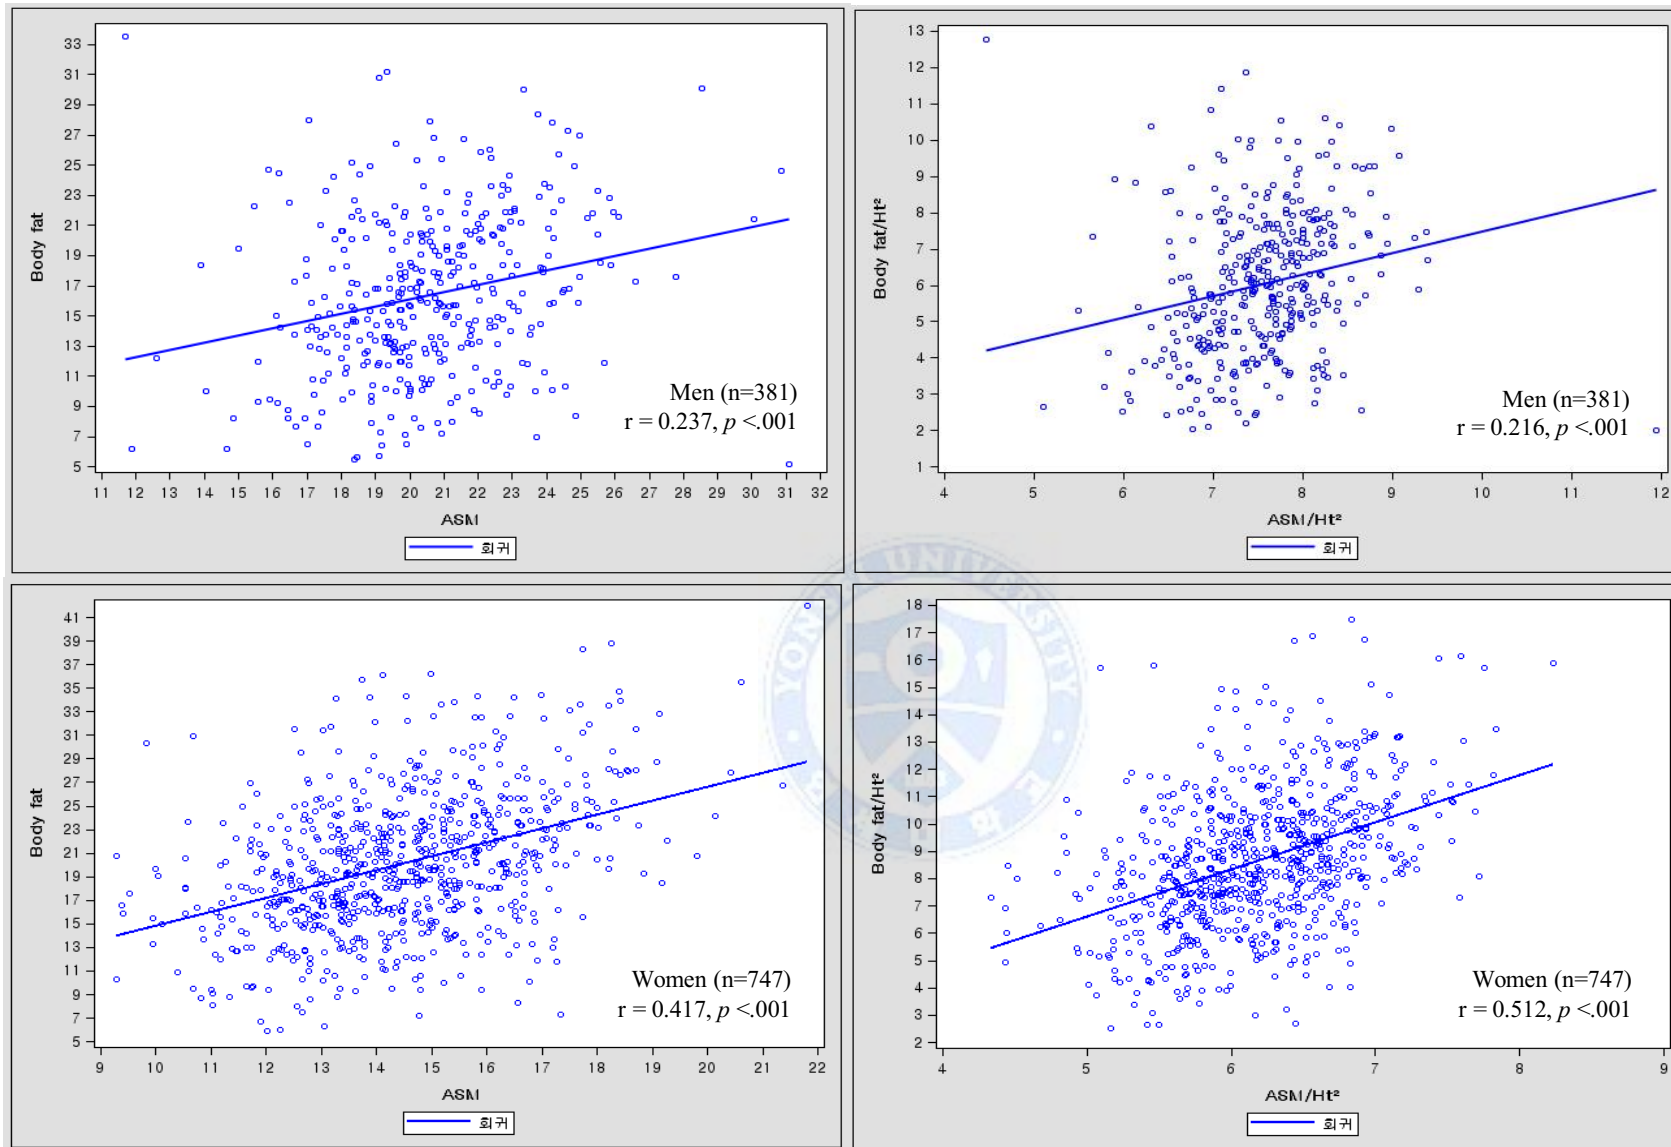 33
31
29
27
25
23
21
19
17
15
13
11
9
7
5
Body fat
11 12 13 14 15 16 17 18 19 20 21 22 23 24 25 26 27 28 29 30 31 32
ASM
회귀
Men (n=381)
r = 0.237, p <.001
13
12
11
10
9
8
7
6
5
4
3
2
1
Body fat/Ht²
4 5 6 7 8 9 10 11 12
ASM/Ht²
회귀
Men (n=381)
r = 0.216, p <.001
41
39
37
35
33
31
29
27
25
23
21
19
17
15
13
11
9
7
5
Body fat
9 10 11 12 13 14 15 16 17 18 19 20 21 22
ASM
회귀
Women (n=747)
r = 0.417, p <.001
18
17
16
15
14
13
12
11
10
9
8
7
6
5
4
3
2
Body fat/Ht²
4 5 6 7 8 9
ASM/Ht²
회귀
Women (n=747)
r = 0.512, p <.001
YONSEI UNIVERSITY